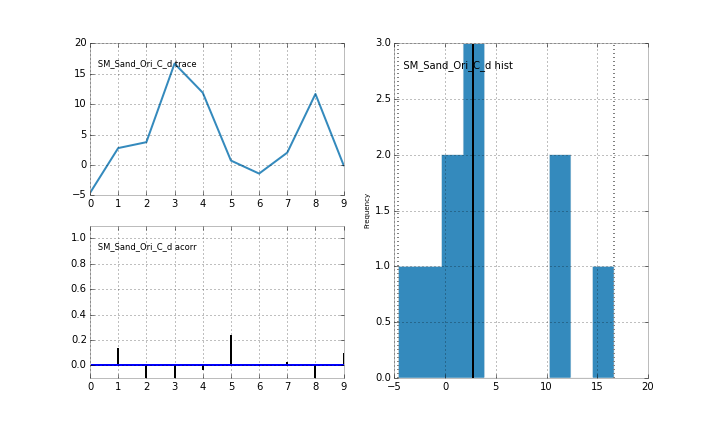 20
15
10
5
0
−5
SM_Sand_Ori_C_d trace
0 1 2 3 4 5 6 7 8 9
1.0
0.8
0.6
0.4
0.2
0.0
SM_Sand_Ori_C_d acorr
0 1 2 3 4 5 6 7 8 9
3.0
2.5
2.0
1.5
1.0
0.5
0.0
Frequency
SM_Sand_Ori_C_d hist
−5 0 5 10 15 20